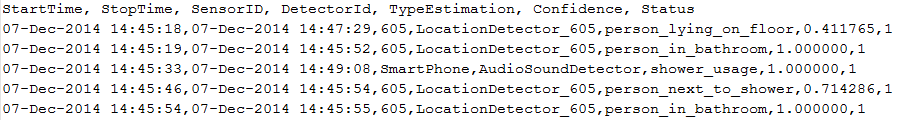 StartTime, StopTime, SensorID, DetectorId, TypeEstimation, Confidence, Status
07-Dec-2014 14:45:18,07-Dec-2014 14:47:29,605,LocationDetector_605,person_lying_on_floor,0.411765,1
07-Dec-2014 14:45:19,07-Dec-2014 14:45:52,605,LocationDetector_605,person_in_bathroom,1.000000,1
07-Dec-2014 14:45:33,07-Dec-2014 14:49:08,SmartPhone,AudioSoundDetector,shower_usage,1.000000,1
07-Dec-2014 14:45:46,07-Dec-2014 14:45:54,605,LocationDetector_605,person_next_to_shower,0.714286,1
07-Dec-2014 14:45:54,07-Dec-2014 14:45:55,605,LocationDetector_605,person_in_bathroom,1.000000,1